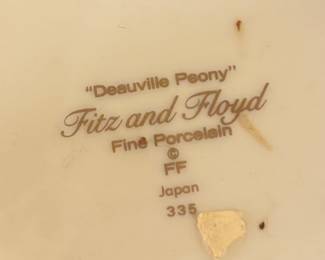 "Deauville Peony"
Fitz and Floyd
Fine Porcelain
©
FF
Japan
335